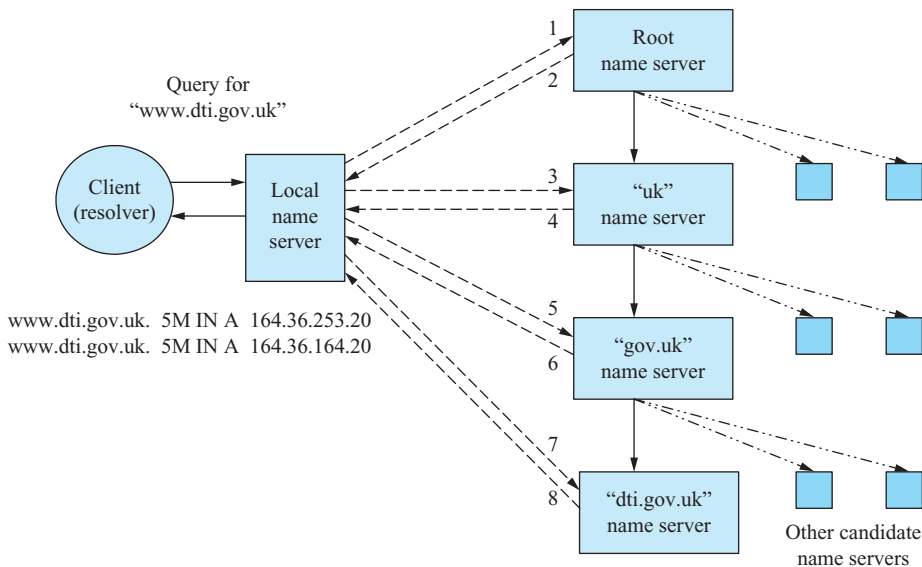 Query for
“www.dti.gov.uk”
Client
(resolver)
Local
name
server
www.dti.gov.uk. 5M IN A 164.36.253.20
www.dti.gov.uk. 5M IN A 164.36.164.20
1
2
3
4
5
6
7
8
Root
name server
“uk”
name server
“gov.uk”
name server
“dti.gov.uk”
name server
Other candidate
name servers